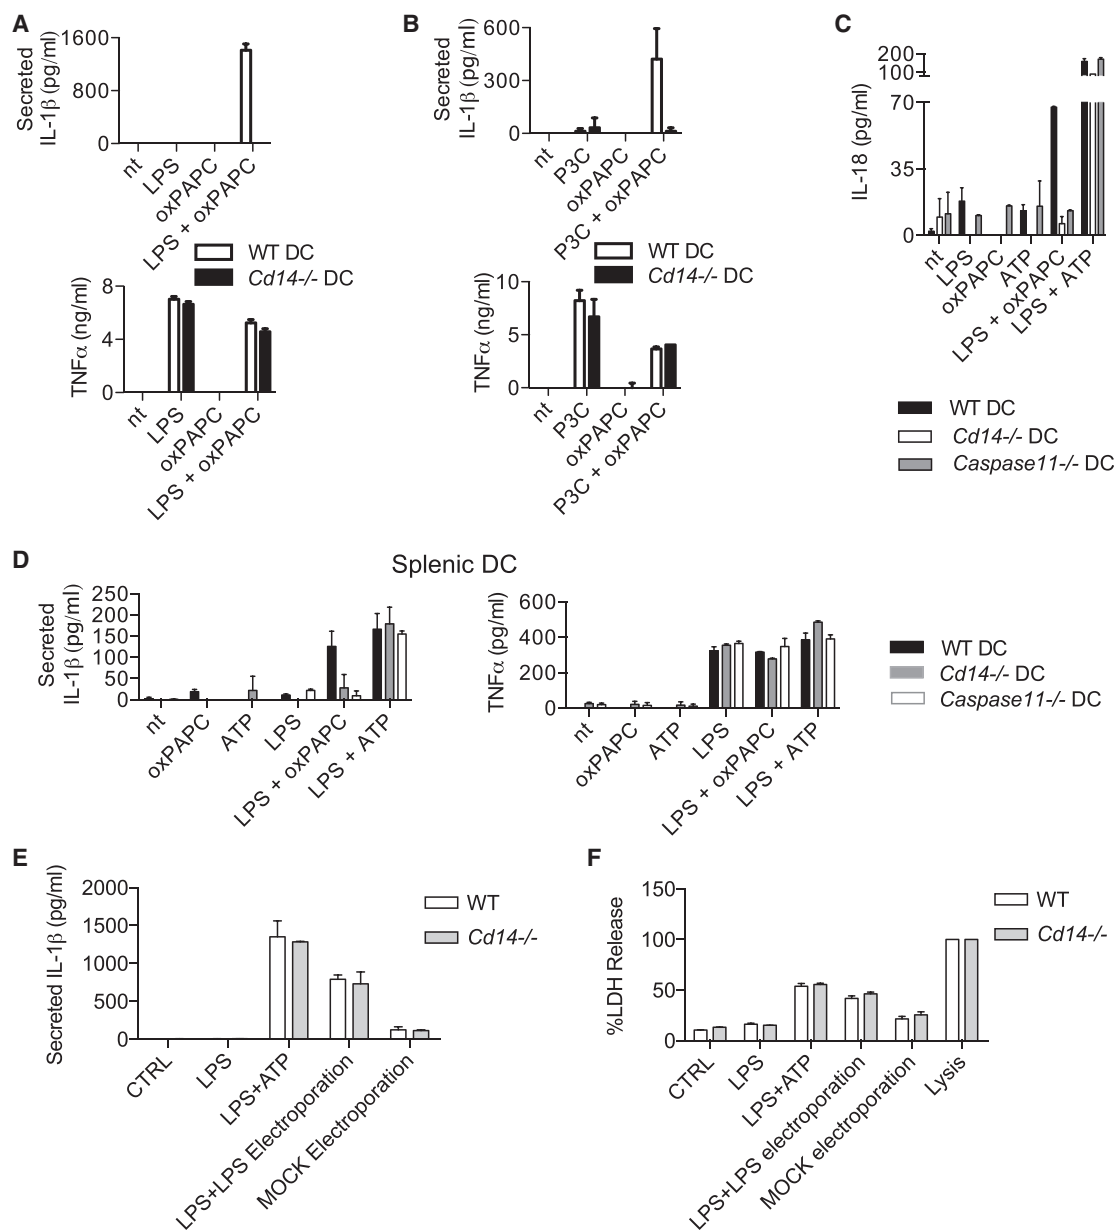 A
Secreted
IL-1β (pg/ml)
1600
800
0
nt
LPS
oxPAPC
LPS + oxPAPC
WT DC
Cd14-/- DC
TNFα (ng/ml)
8
4
0
nt
LPS
oxPAPC
LPS + oxPAPC
B
Secreted
IL-1β (pg/ml)
600
300
0
nt
P3C
oxPAPC
P3C + oxPAPC
WT DC
Cd14-/- DC
TNFα (ng/ml)
10
5
0
nt
P3C
oxPAPC
P3C + oxPAPC
C
IL-18 (pg/ml)
200
100
70
35
0
nt
LPS
oxPAPC
ATP
LPS + oxPAPC
LPS + ATP
WT DC
Cd14-/- DC
Caspase11-/- DC
D
Splenic DC
Secreted
IL-1β (pg/ml)
250
200
150
100
50
0
nt
oxPAPC
ATP
LPS
LPS + oxPAPC
LPS + ATP
TNFα (pg/ml)
600
400
200
0
nt
oxPAPC
ATP
LPS
LPS + oxPAPC
LPS + ATP
WT DC
Cd14-/- DC
Caspase11-/- DC
E
Secreted IL-1β (pg/ml)
2000
1500
1000
500
0
CTRL
LPS
LPS+ATP
LPS+LPS Electroporation
MOCK Electroporation
WT
Cd14-/-
F
%LDH Release
150
100
50
0
CTRL
LPS
LPS+ATP
LPS+LPS electroporation
MOCK electroporation
Lysis
WT
Cd14-/-